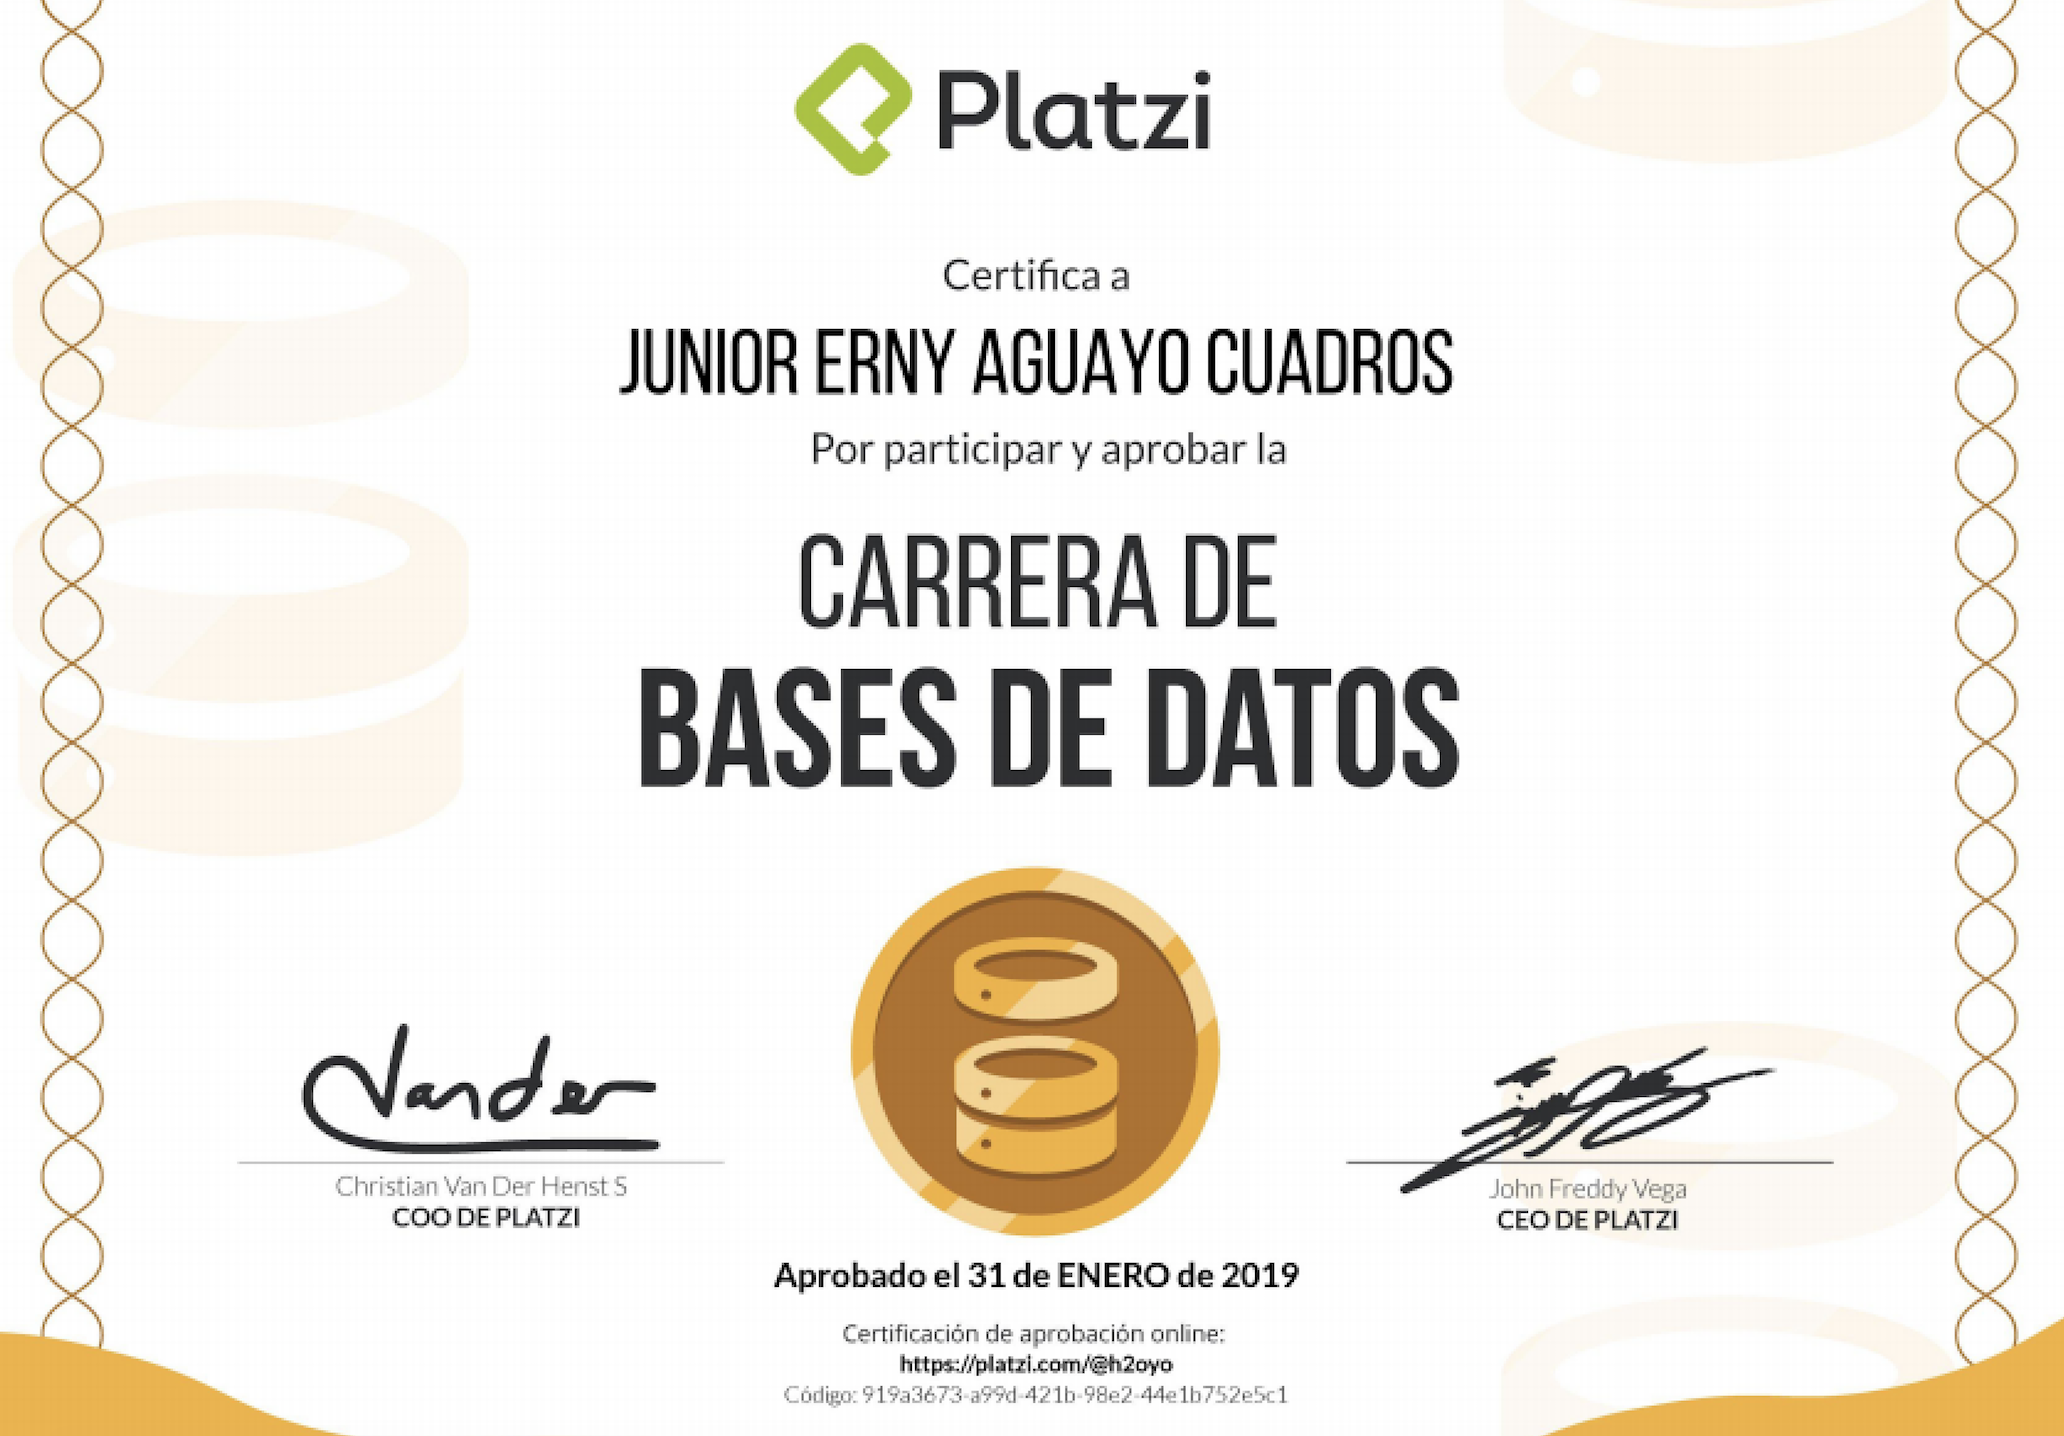 Platzi
Certifica a
JUNIOR ERNY AGUAYO CUADROS
Por participar y aprobar la
CARRERA DE
BASES DE DATOS
Vander
Christian Van Der Henst S
COO DE PLATZI
John Freddy Vega
CEO DE PLATZI
Aprobado el 31 de ENERO de 2019
Certificación de aprobación online:
https://platzi.com/@h2oyo
Código: 919a3673-a99d-421b-98e2-44e1b752e5c1